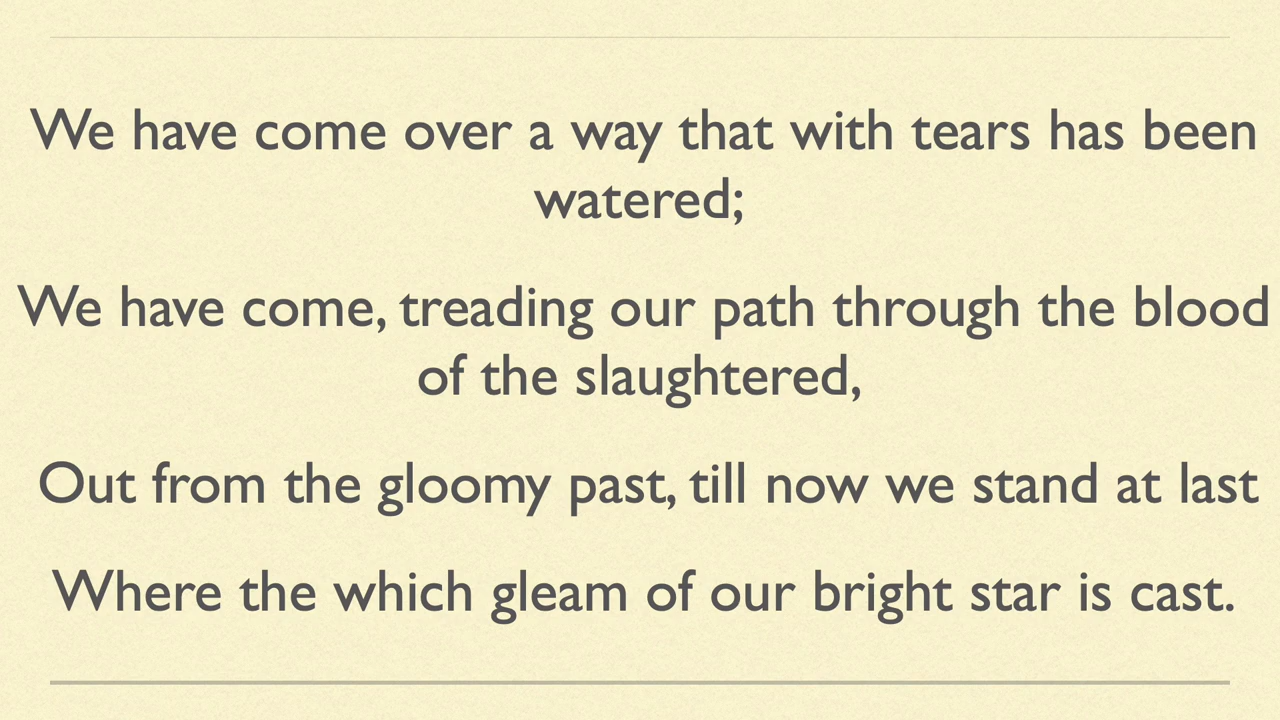 We have come over a way that with tears has been
watered;
We have come, treading our path through the blood
of the slaughtered,
Out from the gloomy past, till now we stand at last
Where the which gleam of our bright star is cast.